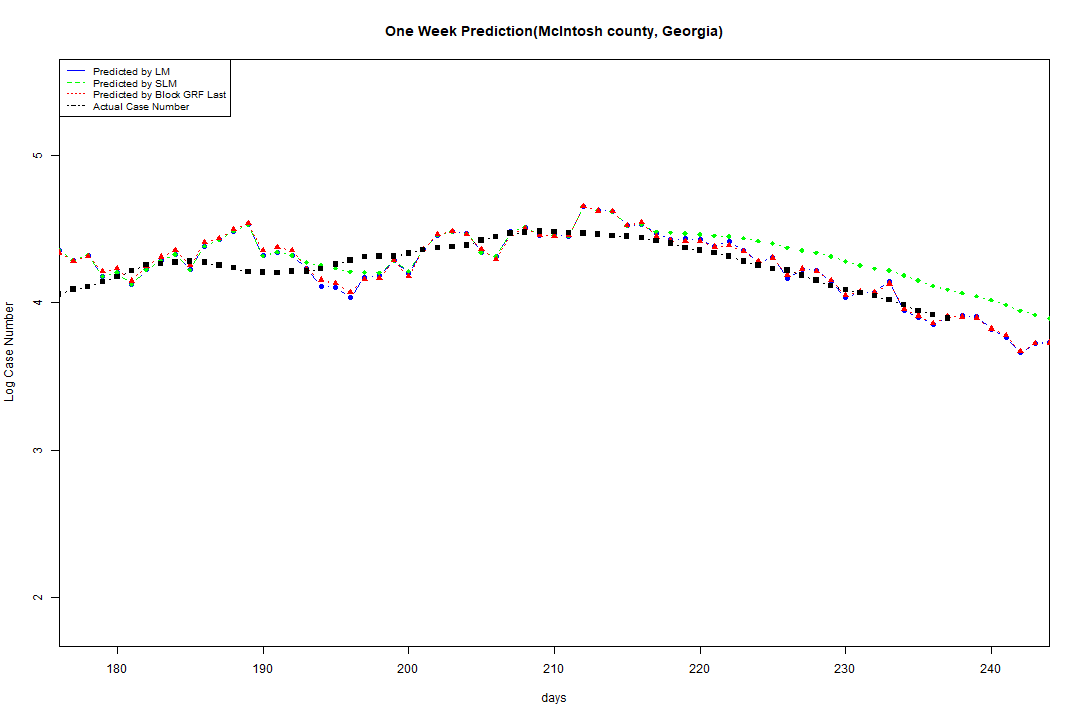 One Week Prediction(McIntosh county, Georgia)
Predicted by LM
Predicted by SLM
Predicted by Block GRF Last
Actual Case Number
5
4
3
2
Log Case Number
180 190 200 210 220 230 240
days